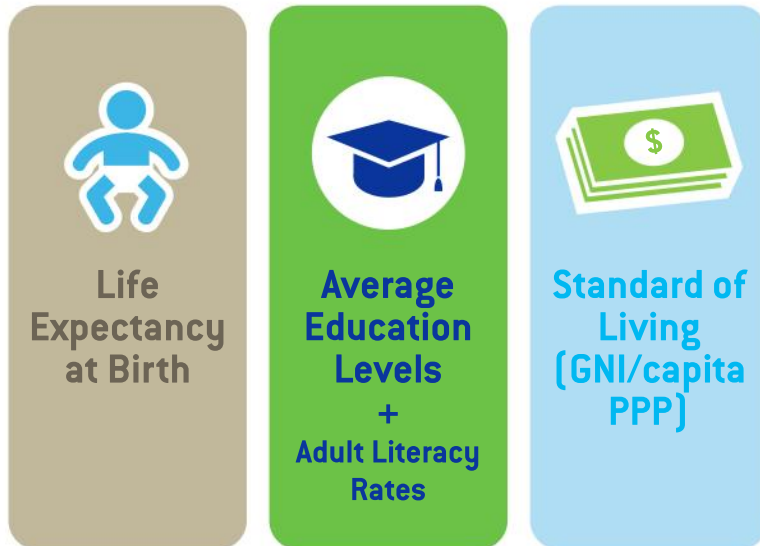 $
Life
Expectancy
at Birth
Average
Education
Levels
+
Adult Literacy
Rates
Standard of
Living
(GNI/capita
PPP)